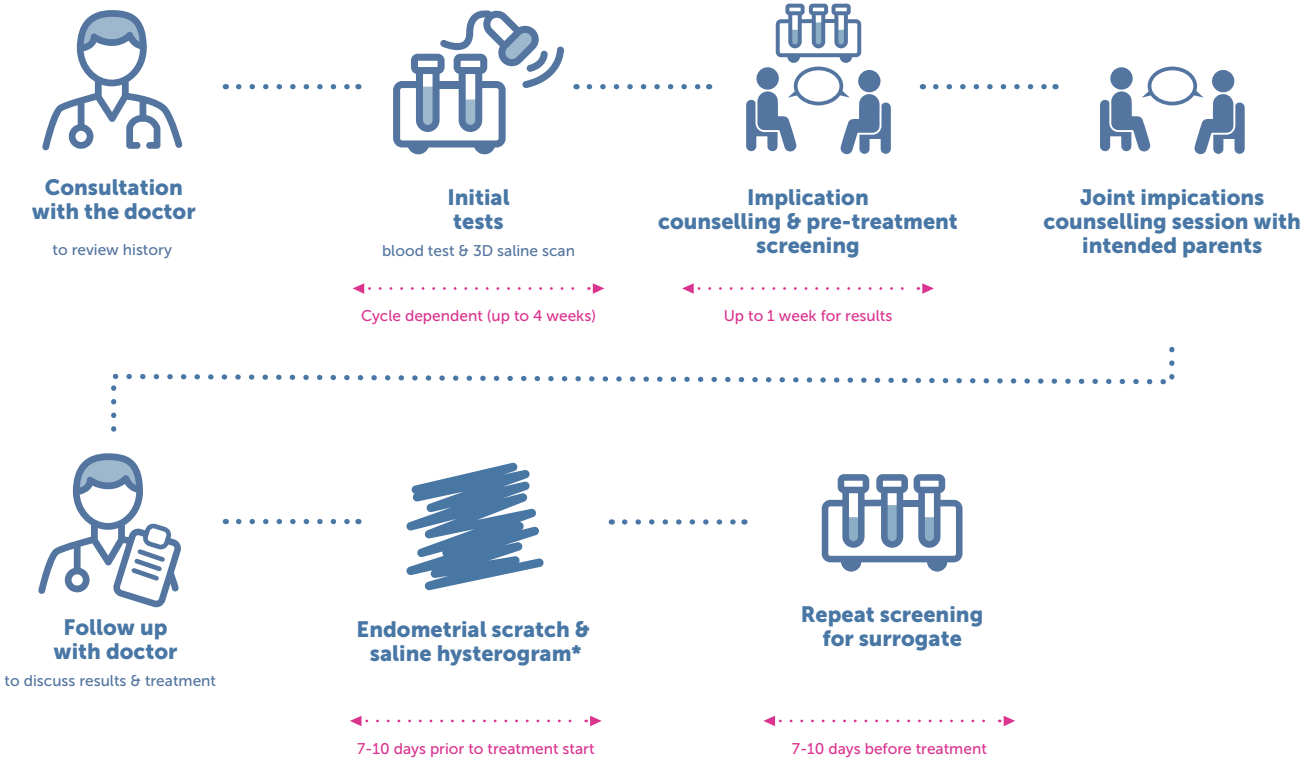 Consultation
with the doctor
to review history
Initial
tests
blood test & 3D saline scan
Cycle dependent (up to 4 weeks)
Implication
counselling & pre-treatment
screening
Up to 1 week for results
Joint impications
counselling session with
intended parents
Follow up
with doctor
to discuss results & treatment
Endometrial scratch &
saline hysterogram*
7-10 days prior to treatment start
Repeat screening
for surrogate
7-10 days before treatment